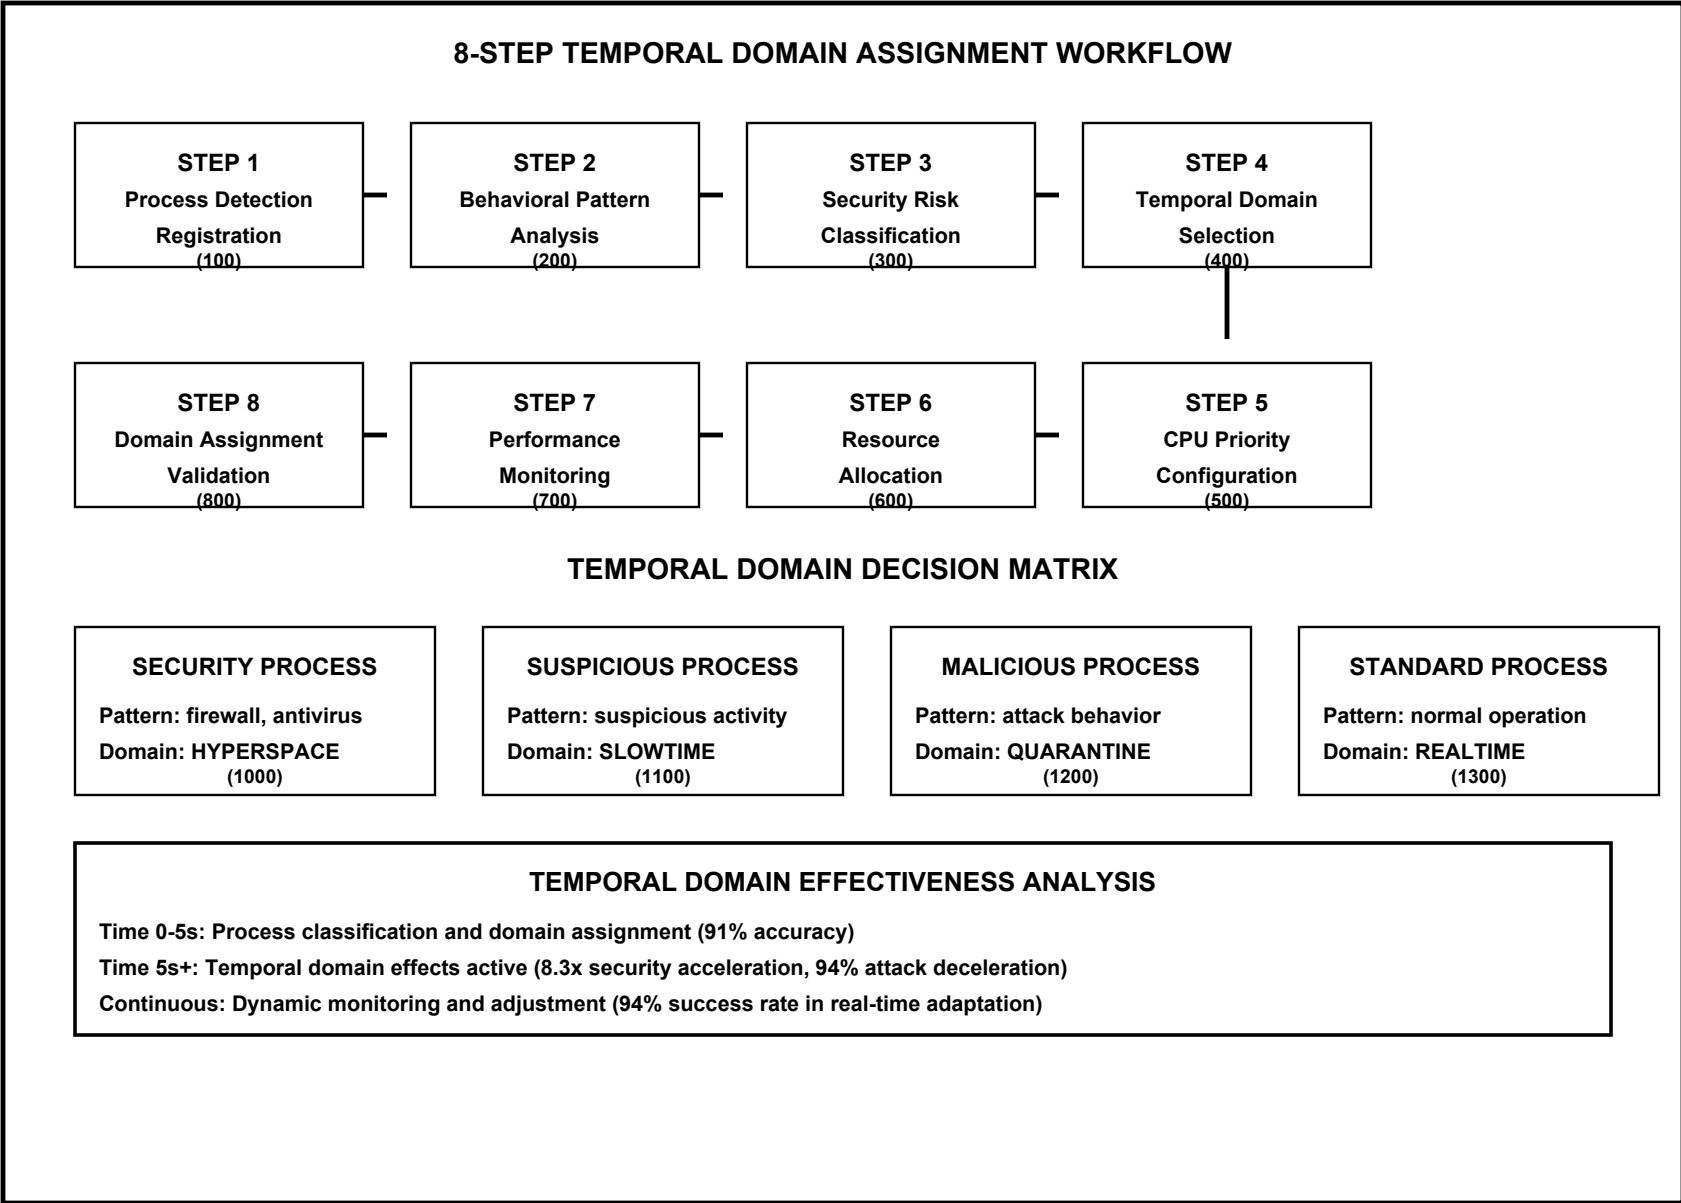 8-STEP TEMPORAL DOMAIN ASSIGNMENT WORKFLOW
STEP 1
Process Detection
Registration
(100)
STEP 2
Behavioral Pattern
Analysis
(200)
STEP 3
Security Risk
Classification
(300)
STEP 4
Temporal Domain
Selection
(400)
STEP 8
Domain Assignment
Validation
(800)
STEP 7
Performance
Monitoring
(700)
STEP 6
Resource
Allocation
(600)
STEP 5
CPU Priority
Configuration
(500)
TEMPORAL DOMAIN DECISION MATRIX
SECURITY PROCESS
Pattern: firewall, antivirus
Domain: HYPERSPACE
(1000)
SUSPICIOUS PROCESS
Pattern: suspicious activity
Domain: SLOWTIME
(1100)
MALICIOUS PROCESS
Pattern: attack behavior
Domain: QUARANTINE
(1200)
STANDARD PROCESS
Pattern: normal operation
Domain: REALTIME
(1300)
TEMPORAL DOMAIN EFFECTIVENESS ANALYSIS
Time 0-5s: Process classification and domain assignment (91% accuracy)
Time 5s+: Temporal domain effects active (8.3x security acceleration, 94% attack deceleration)
Continuous: Dynamic monitoring and adjustment (94% success rate in real-time adaptation)